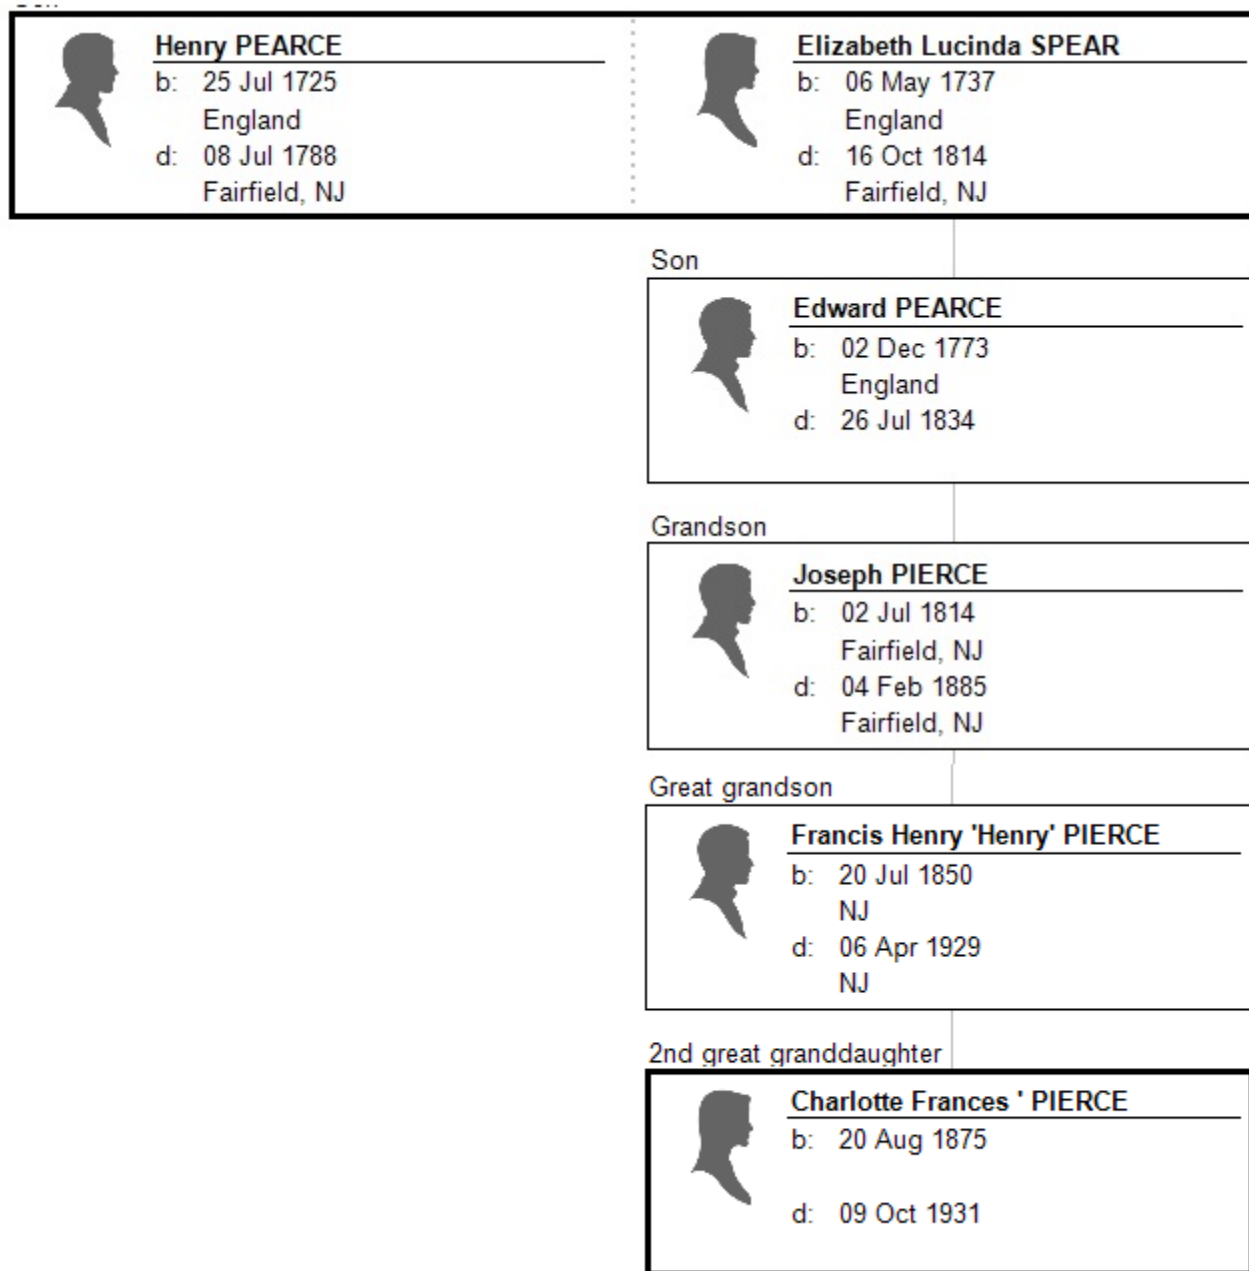 Henry PEARCE
b: 25 Jul 1725
England
d: 08 Jul 1788
Fairfield, NJ
Elizabeth Lucinda SPEAR
b: 06 May 1737
England
d: 16 Oct 1814
Fairfield, NJ
Son
Edward PEARCE
b: 02 Dec 1773
England
d: 26 Jul 1834
Grandson
Joseph PIERCE
b: 02 Jul 1814
Fairfield, NJ
d: 04 Feb 1885
Fairfield, NJ
Great grandson
Francis Henry 'Henry' PIERCE
b: 20 Jul 1850
NJ
d: 06 Apr 1929
NJ
2nd great granddaughter
Charlotte Frances ' PIERCE
b: 20 Aug 1875
d: 09 Oct 1931